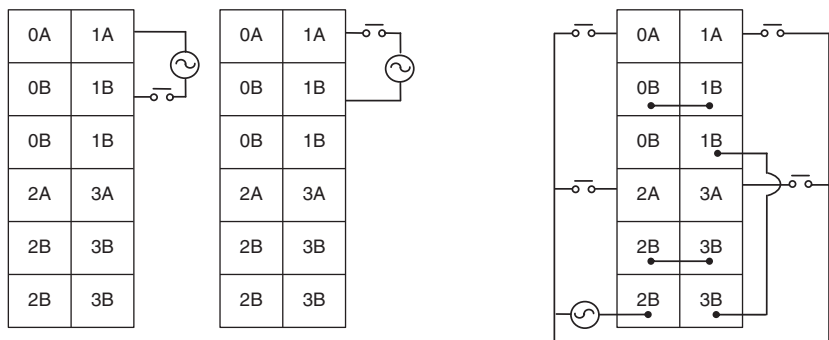 0A 1A 0A 1A 0A 1A
0B 1B 0B 1B 0B 1B
0B 1B 0B 1B 0B 1B
2A 3A 2A 3A 2A 3A
2B 3B 2B 3B 2B 3B
2B 3B 2B 3B 2B 3B